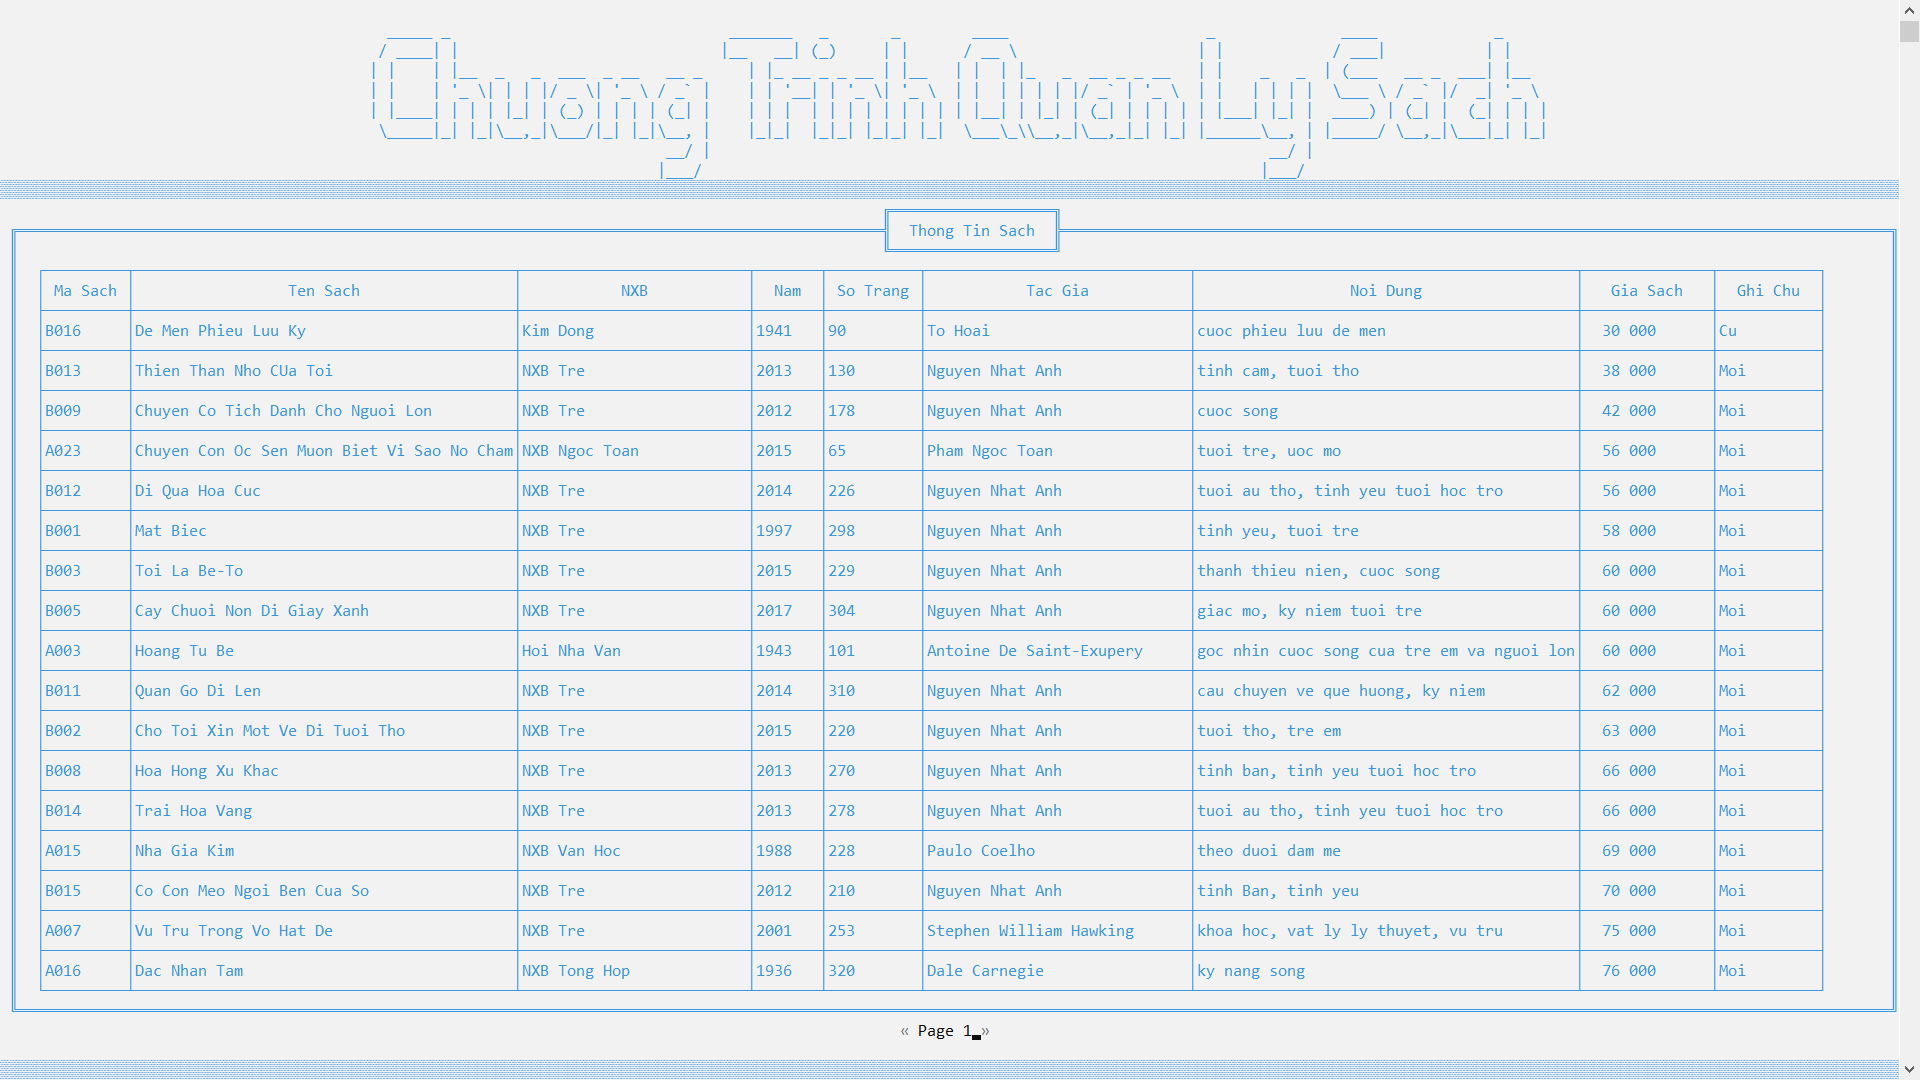 Chuong Trinh Quan Ly Sach
Thong Tin Sach
Ma Sach Ten Sach NXB Nam So Trang Tac Gia Noi Dung Gia Sach Ghi Chu
B016 De Men Phieu Luu Ky Kim Dong 1941 90 To Hoai cuoc phieu luu de men 30 000 Cu
B013 Thien Than Nho CUa Toi NXB Tre 2013 130 Nguyen Nhat Anh tinh cam, tuoi tho 38 000 Moi
B009 Chuyen Co Tich Danh Cho Nguoi Lon NXB Tre 2012 178 Nguyen Nhat Anh cuoc song 42 000 Moi
A023 Chuyen Con Oc Sen Muon Biet Vi Sao No Cham NXB Ngoc Toan 2015 65 Pham Ngoc Toan tuoi tre, uoc mo 56 000 Moi
B012 Di Qua Hoa Cuc NXB Tre 2014 226 Nguyen Nhat Anh tuoi au tho, tinh yeu tuoi hoc tro 56 000 Moi
B001 Mat Biec NXB Tre 1997 298 Nguyen Nhat Anh tinh yeu, tuoi tre 58 000 Moi
B003 Toi La Be-To NXB Tre 2015 229 Nguyen Nhat Anh thanh thieu nien, cuoc song 60 000 Moi
B005 Cay Chuoi Non Di Giay Xanh NXB Tre 2017 304 Nguyen Nhat Anh giac mo, ky niem tuoi tre 60 000 Moi
A003 Hoang Tu Be Hoi Nha Van 1943 101 Antoine De Saint-Exupery goc nhin cuoc song cua tre em va nguoi lon 60 000 Moi
B011 Quan Go Di Len NXB Tre 2014 310 Nguyen Nhat Anh cau chuyen ve que huong, ky niem 62 000 Moi
B002 Cho Toi Xin Mot Ve Di Tuoi Tho NXB Tre 2015 220 Nguyen Nhat Anh tuoi tho, tre em 63 000 Moi
B008 Hoa Hong Xu Khac NXB Tre 2013 270 Nguyen Nhat Anh tinh ban, tinh yeu tuoi hoc tro 66 000 Moi
B014 Trai Hoa Vang NXB Tre 2013 278 Nguyen Nhat Anh tuoi au tho, tinh yeu tuoi hoc tro 66 000 Moi
A015 Nha Gia Kim NXB Van Hoc 1988 228 Paulo Coelho theo duoi dam me 69 000 Moi
B015 Co Con Meo Ngoi Ben Cua So NXB Tre 2012 210 Nguyen Nhat Anh tinh Ban, tinh yeu 70 000 Moi
A007 Vu Tru Trong Vo Hat De NXB Tre 2001 253 Stephen William Hawking khoa hoc, vat ly ly thuyet, vu tru 75 000 Moi
A016 Dac Nhan Tam NXB Tong Hop 1936 320 Dale Carnegie ky nang song 76 000 Moi
« Page 1 »